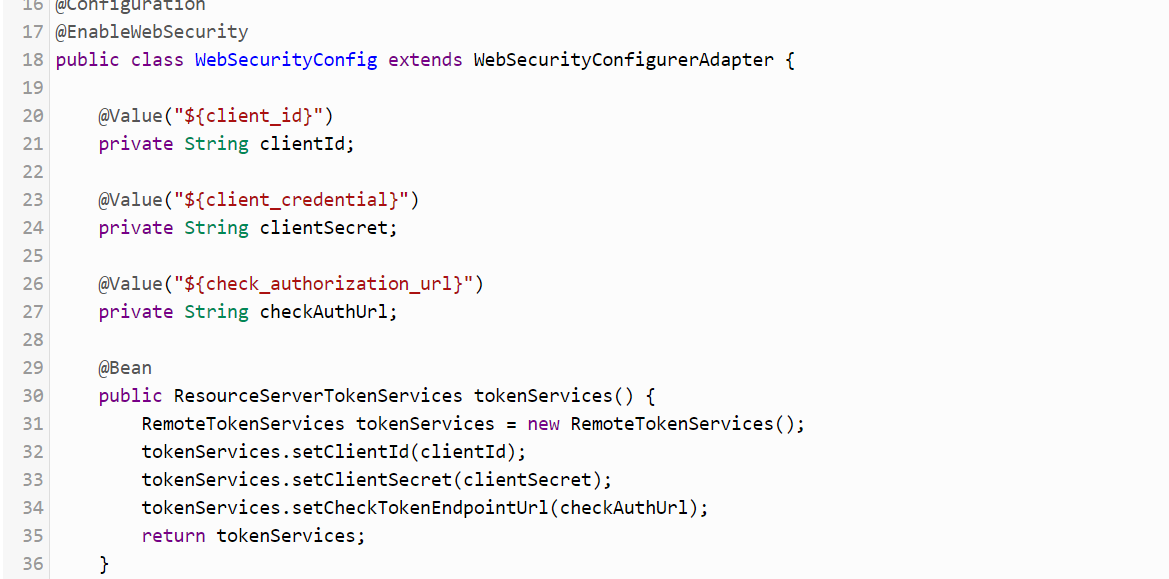 16 @Configuration
17 @EnableWebSecurity
18 public class WebSecurityConfig extends WebSecurityConfigurerAdapter {
19
20     @Value("${client_id}")
21     private String clientId;
22
23     @Value("${client_credential}")
24     private String clientSecret;
25
26     @Value("${check_authorization_url}")
27     private String checkAuthUrl;
28
29     @Bean
30     public ResourceServerTokenServices tokenServices() {
31         RemoteTokenServices tokenServices = new RemoteTokenServices();
32         tokenServices.setClientId(clientId);
33         tokenServices.setClientSecret(clientSecret);
34         tokenServices.setCheckTokenEndpointUrl(checkAuthUrl);
35         return tokenServices;
36     }